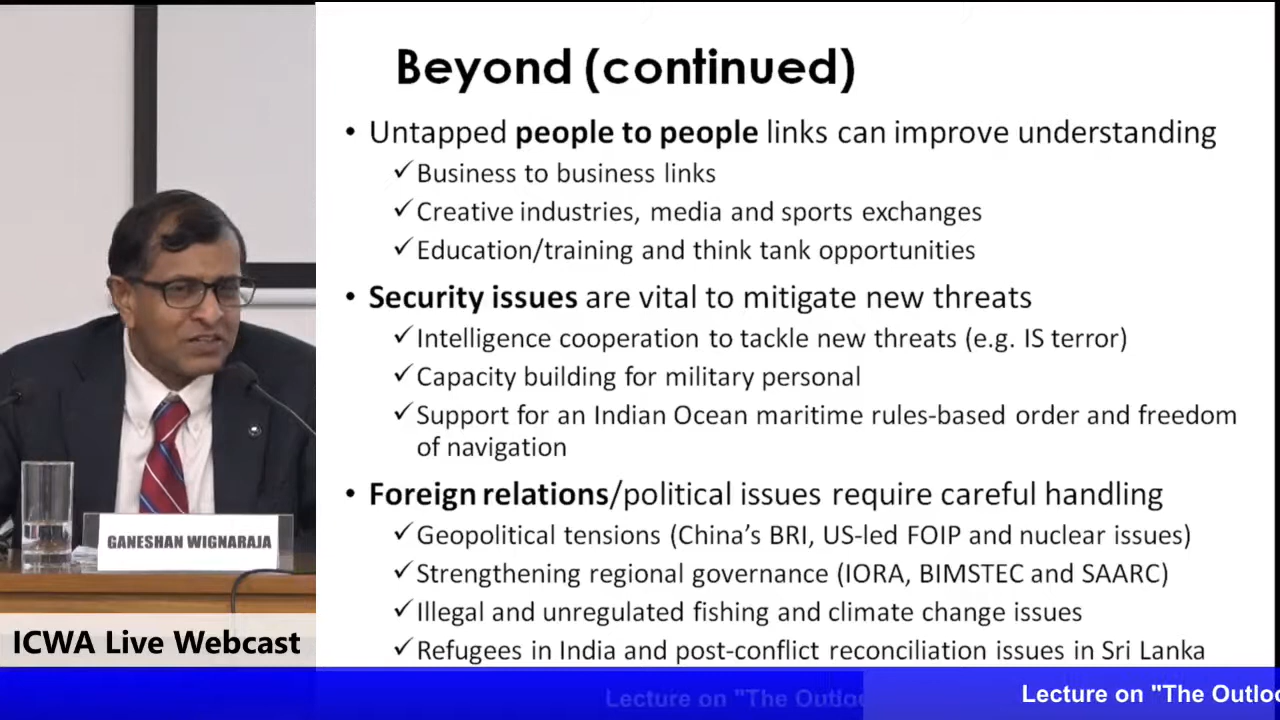 Beyond (continued)
• Untapped people to people links can improve understanding
✓ Business to business links
✓ Creative industries, media and sports exchanges
✓ Education/training and think tank opportunities
• Security issues are vital to mitigate new threats
✓ Intelligence cooperation to tackle new threats (e.g. IS terror)
✓ Capacity building for military personal
✓ Support for an Indian Ocean maritime rules-based order and freedom
of navigation
• Foreign relations/political issues require careful handling
✓ Geopolitical tensions (China's BRI, US-led FOIP and nuclear issues)
✓ Strengthening regional governance (IORA, BIMSTEC and SAARC)
✓ Illegal and unregulated fishing and climate change issues
✓ Refugees in India and post-conflict reconciliation issues in Sri Lanka
GANESHAN WIGNARAJA
ICWA Live Webcast
Lecture on "The Outloo
Lecture on "The Outloo